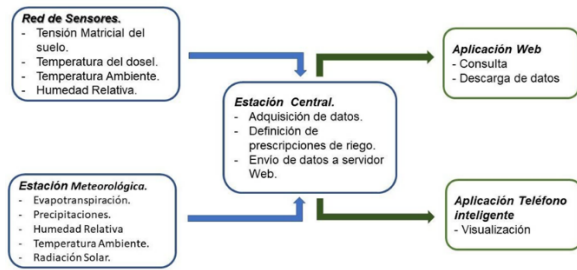 Red de Sensores.
- Tensión Matricial del
suelo.
- Temperatura del dosel.
- Temperatura Ambiente.
- Humedad Relativa.
Estación Meteorológica.
- Evapotranspiración.
- Precipitaciones.
- Humedad Relativa
- Temperatura Ambiente.
- Radiación Solar.
Estación Central.
- Adquisición de datos.
- Definición de
prescripciones de riego.
- Envío de datos a servidor
Web.
Aplicación Web
- Consulta
- Descarga de datos
Aplicación Teléfono
inteligente
- Visualización